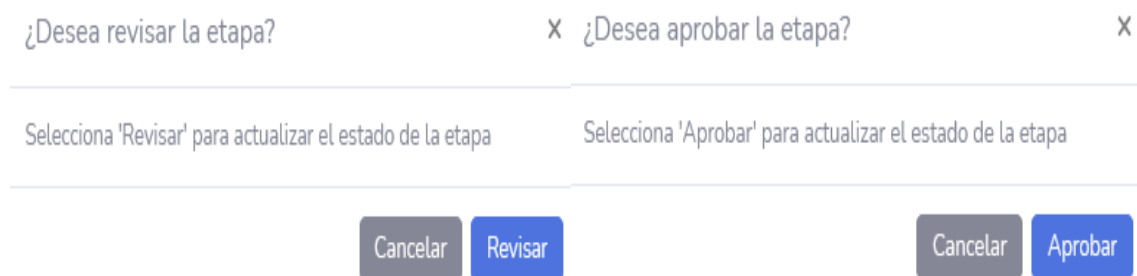 ¿Desea revisar la etapa? X
Selecciona 'Revisar' para actualizar el estado de la etapa
Cancelar Revisar
¿Desea aprobar la etapa? X
Selecciona 'Aprobar' para actualizar el estado de la etapa
Cancelar Aprobar